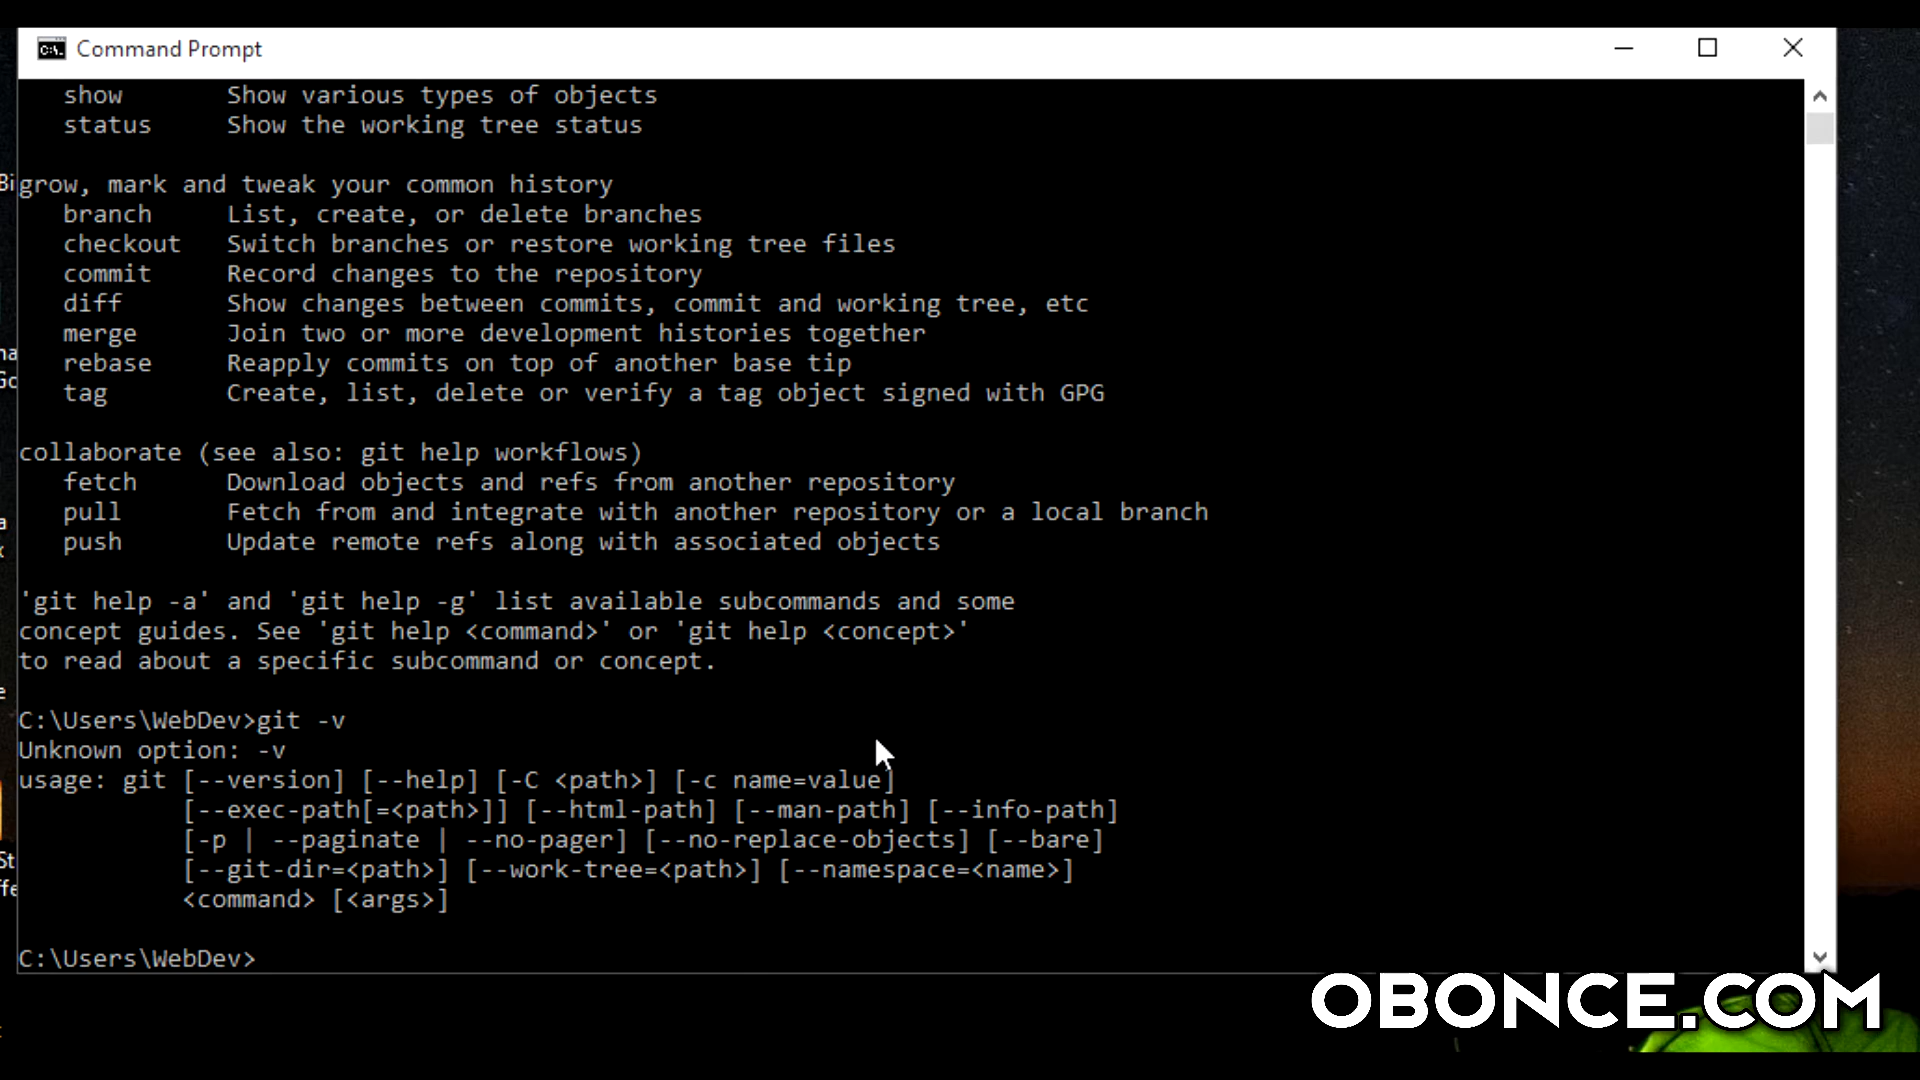 Command Prompt
show Show various types of objects
status Show the working tree status
grow, mark and tweak your common history
branch List, create, or delete branches
checkout Switch branches or restore working tree files
commit Record changes to the repository
diff Show changes between commits, commit and working tree, etc
merge Join two or more development histories together
rebase Reapply commits on top of another base tip
tag Create, list, delete or verify a tag object signed with GPG
collaborate (see also: git help workflows)
fetch Download objects and refs from another repository
pull Fetch from and integrate with another repository or a local branch
push Update remote refs along with associated objects
'git help -a' and 'git help -g' list available subcommands and some
concept guides. See 'git help <command>' or 'git help <concept>'
to read about a specific subcommand or concept.
C:\Users\WebDev>git -v
Unknown option: -v
usage: git [--version] [--help] [-C <path>] [-c name=value]
[--exec-path[=<path>]] [--html-path] [--man-path] [--info-path]
[-p | --paginate | --no-pager] [--no-replace-objects] [--bare]
[--git-dir=<path>] [--work-tree=<path>] [--namespace=<name>]
<command> [<args>]
C:\Users\WebDev>
OBONCE.COM